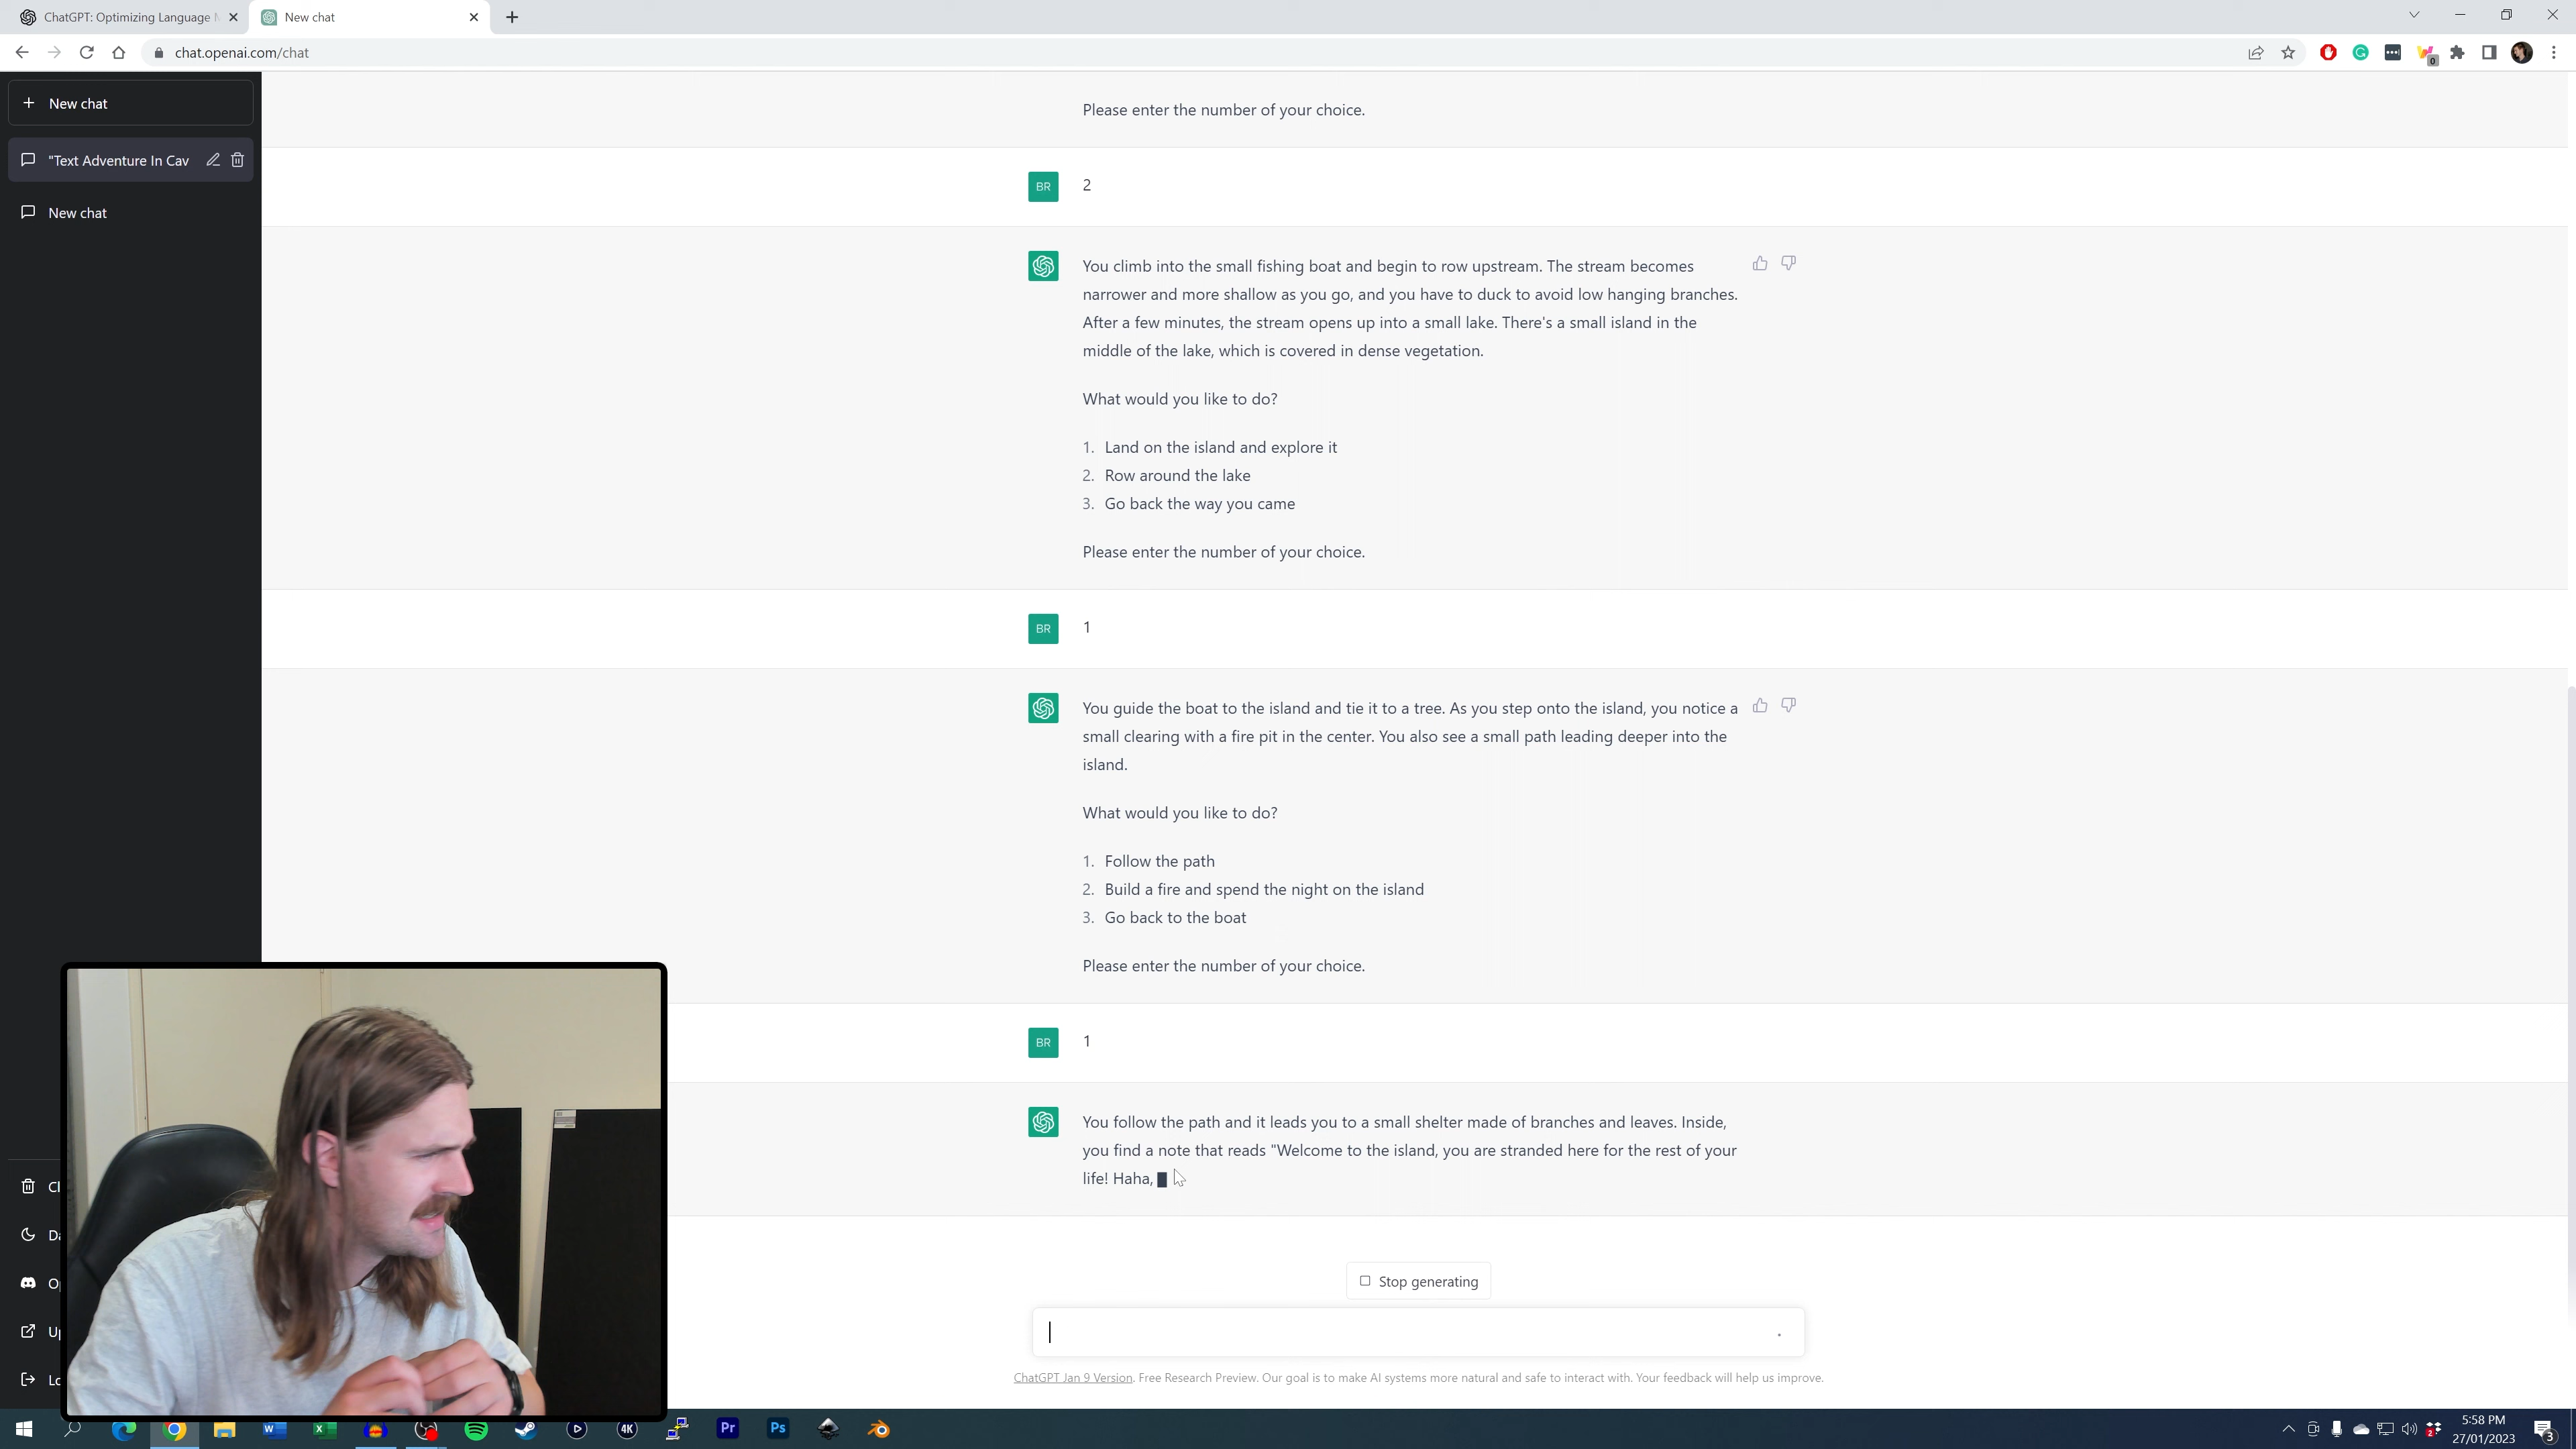 ChatGPT: Optimizing Language M
New chat
chat.openai.com/chat
0
New chat
"Text Adventure In Cav
New chat
Please enter the number of your choice.
BR
2
You climb into the small fishing boat and begin to row upstream. The stream becomes
narrower and more shallow as you go, and you have to duck to avoid low hanging branches.
After a few minutes, the stream opens up into a small lake. There's a small island in the
middle of the lake, which is covered in dense vegetation.
What would you like to do?
1. Land on the island and explore it
2. Row around the lake
3. Go back the way you came
Please enter the number of your choice.
BR
1
You guide the boat to the island and tie it to a tree. As you step onto the island, you notice a
small clearing with a fire pit in the center. You also see a small path leading deeper into the
island.
What would you like to do?
1. Follow the path
2. Build a fire and spend the night on the island
3. Go back to the boat
Please enter the number of your choice.
BR
1
You follow the path and it leads you to a small shelter made of branches and leaves. Inside,
you find a note that reads "Welcome to the island, you are stranded here for the rest of your
life! Haha,
Stop generating
ChatGPT Jan 9 Version. Free Research Preview. Our goal is to make AI systems more natural and safe to interact with. Your feedback will help us improve.
4K
Pr
Ps
2
5:58 PM
27/01/2023
3